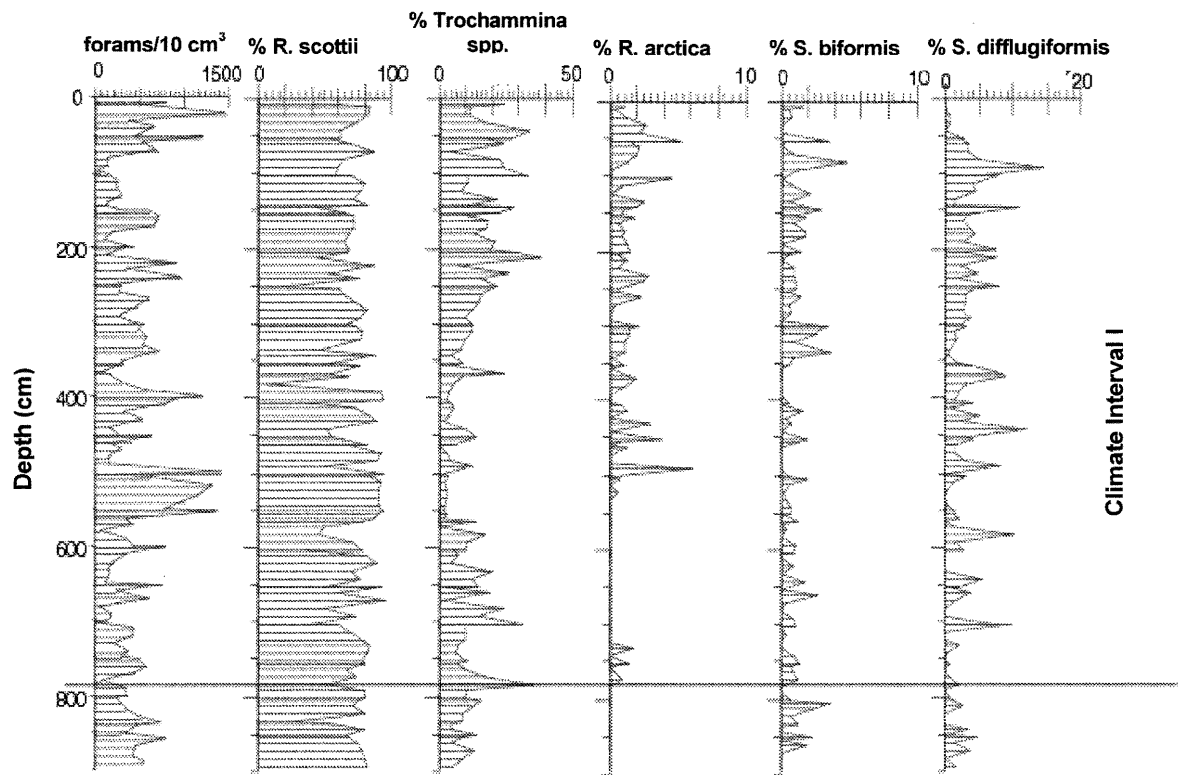 % Trochammina
spp.
forams/10 cm³ % R. scottii % R. arctica % S. biformis % S. difflugiformis
0 1500 0 100 0 50 0 10 0 10 0 20
0
200
400
600
800
Depth (cm)
Climate Interval I